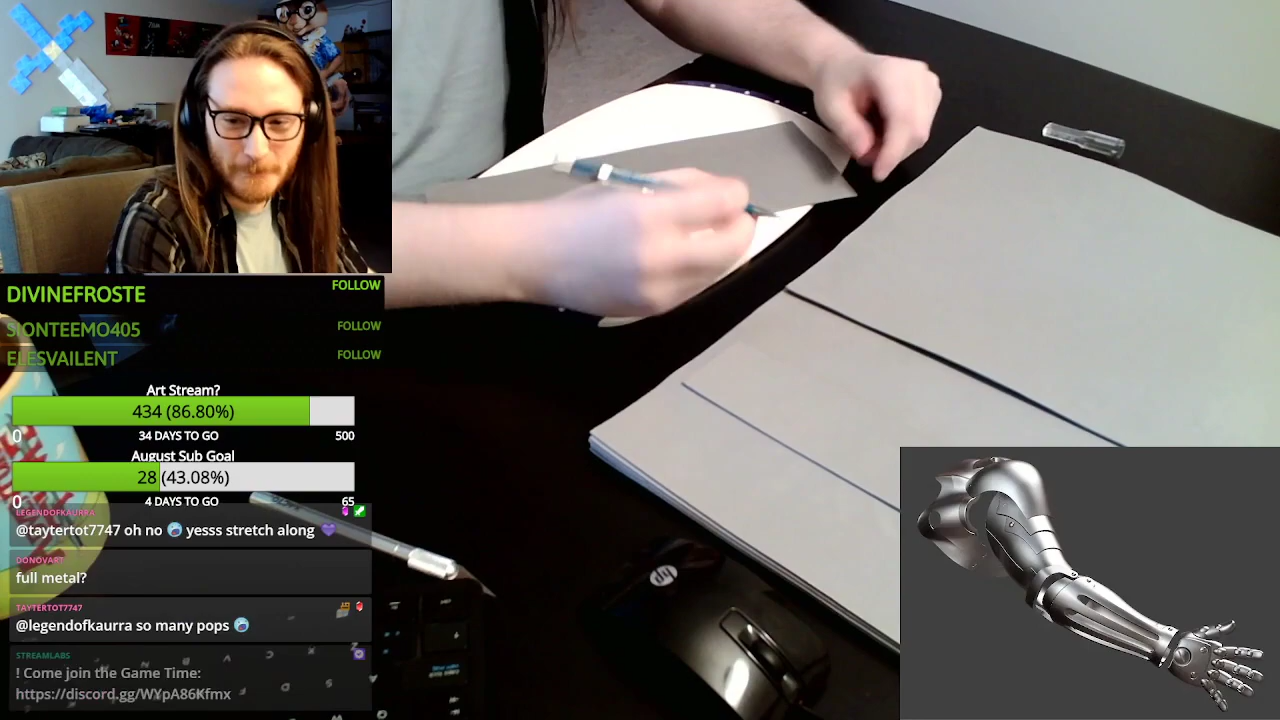 DIVINEFROSTE FOLLOW
SIONTEEMO405 FOLLOW
ELESVAILENT FOLLOW
Art Stream?
434 (86.80%)
0 34 DAYS TO GO 500
August Sub Goal
28 (43.08%)
0 4 DAYS TO GO 65
LEGENDOFKAURRA
@taytertot7747 oh no yesss stretch along
DONOVART
full metal?
TAYTERTOT7747
@legendofkaurra so many pops
STREAMLABS
! Come join the Game Time:
https://discord.gg/WYpA86Kfmx
hp